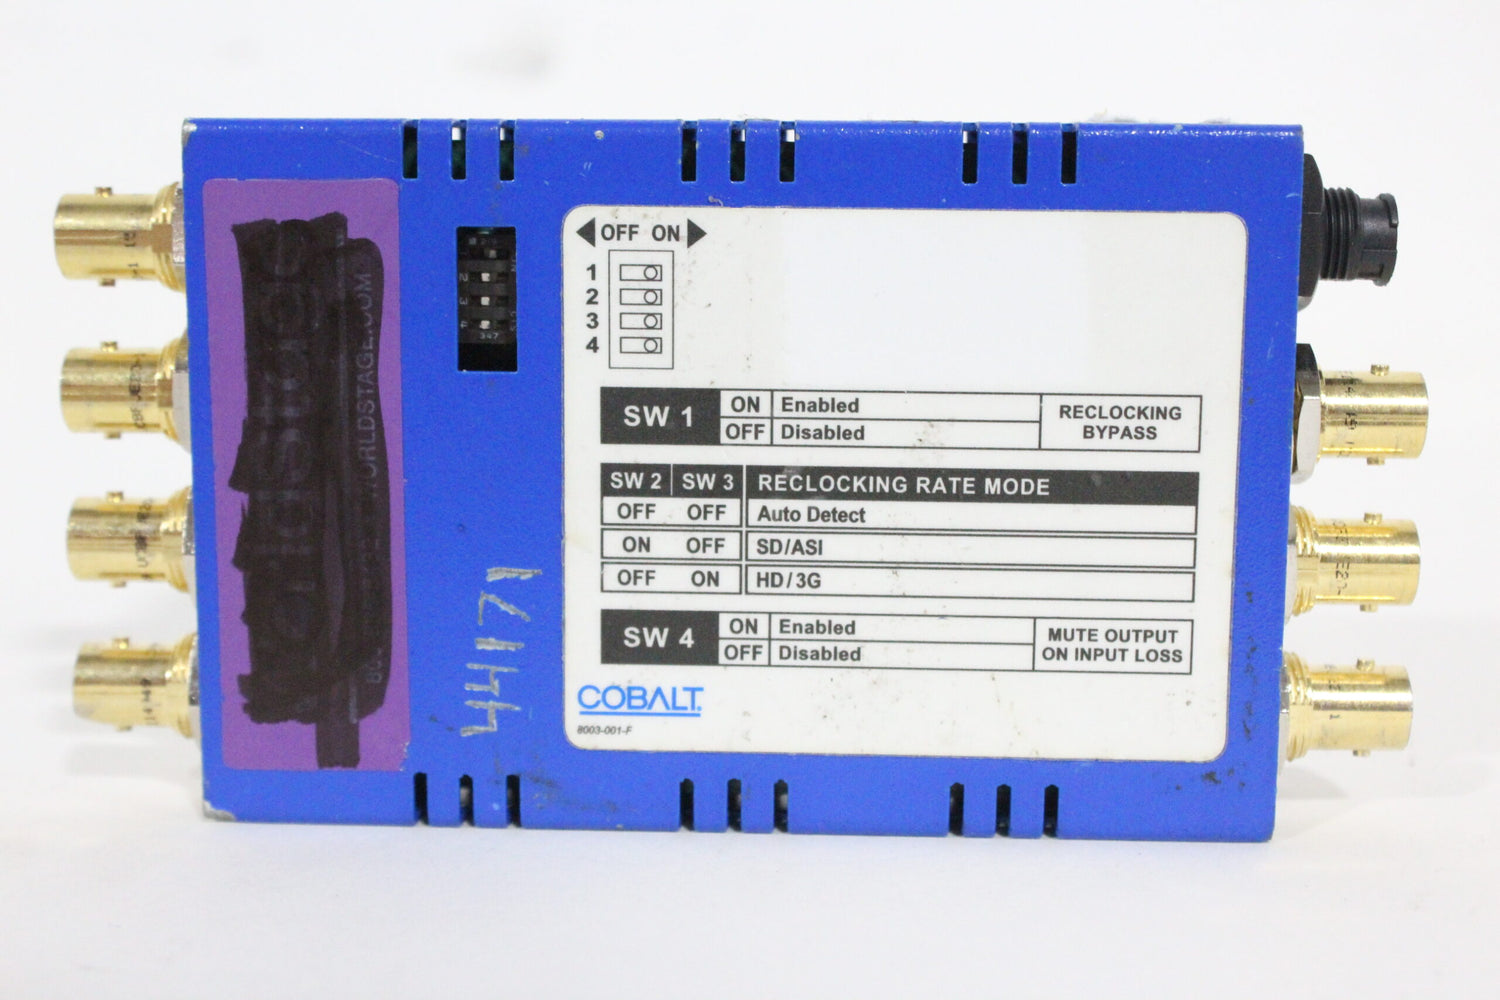 WORLDSTAGE.COM
44171
OFF ON
1
2
3
4
SW 1 ON Enabled RECLOCKING
OFF Disabled BYPASS
SW 2 SW 3 RECLOCKING RATE MODE
OFF OFF Auto Detect
ON OFF SD/ASI
OFF ON HD/3G
SW 4 ON Enabled MUTE OUTPUT
OFF Disabled ON INPUT LOSS
COBALT
8003-001-F